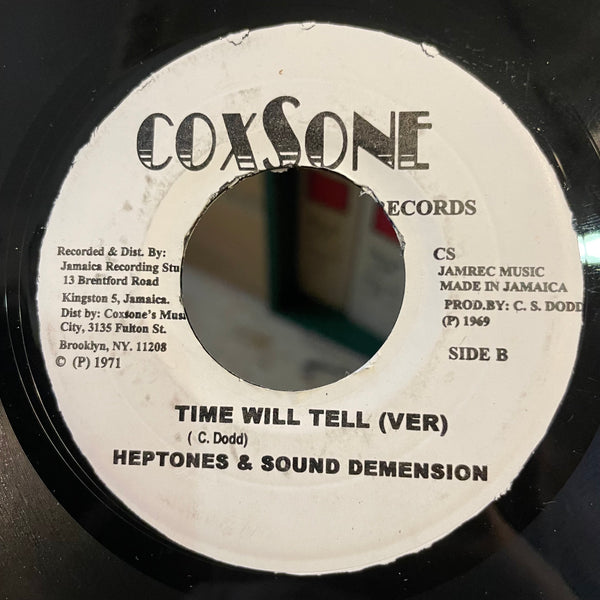 COXSONE
RECORDS
Recorded & Dist. By:
Jamaica Recording Stu
13 Brentford Road
Kingston 5, Jamaica.
Dist by: Coxsone's Musi
City, 3135 Fulton St.
Brooklyn, NY. 11208
© (P) 1971
CS
JAMREC MUSIC
MADE IN JAMAICA
PROD.BY: C. S. DODD
(P) 1969
SIDE B
TIME WILL TELL (VER)
( C. Dodd)
HEPTONES & SOUND DEMENSION